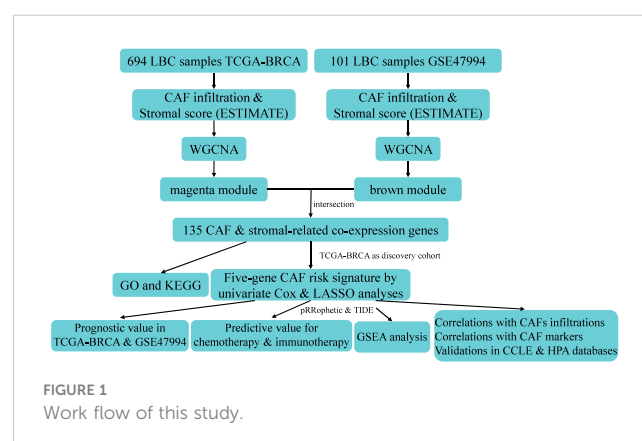 694 LBC samples TCGA-BRCA
101 LBC samples GSE47994
CAF infiltration &
Stromal score (ESTIMATE)
CAF infiltration &
Stromal score (ESTIMATE)
WGCNA
WGCNA
magenta module
brown module
intersection
135 CAF & stromal-related co-expression genes
TCGA-BRCA as discovery cohort
GO and KEGG
Five-gene CAF risk signature by
univariate Cox & LASSO analyses
pRRophetic & TIDE
Prognostic value in
TCGA-BRCA & GSE47994
Predictive value for
chemotherapy & immunotherapy
GSEA analysis
Correlations with CAFs infiltrations
Correlations with CAF markers
Validations in CCLE & HPA databases
FIGURE 1
Work flow of this study.